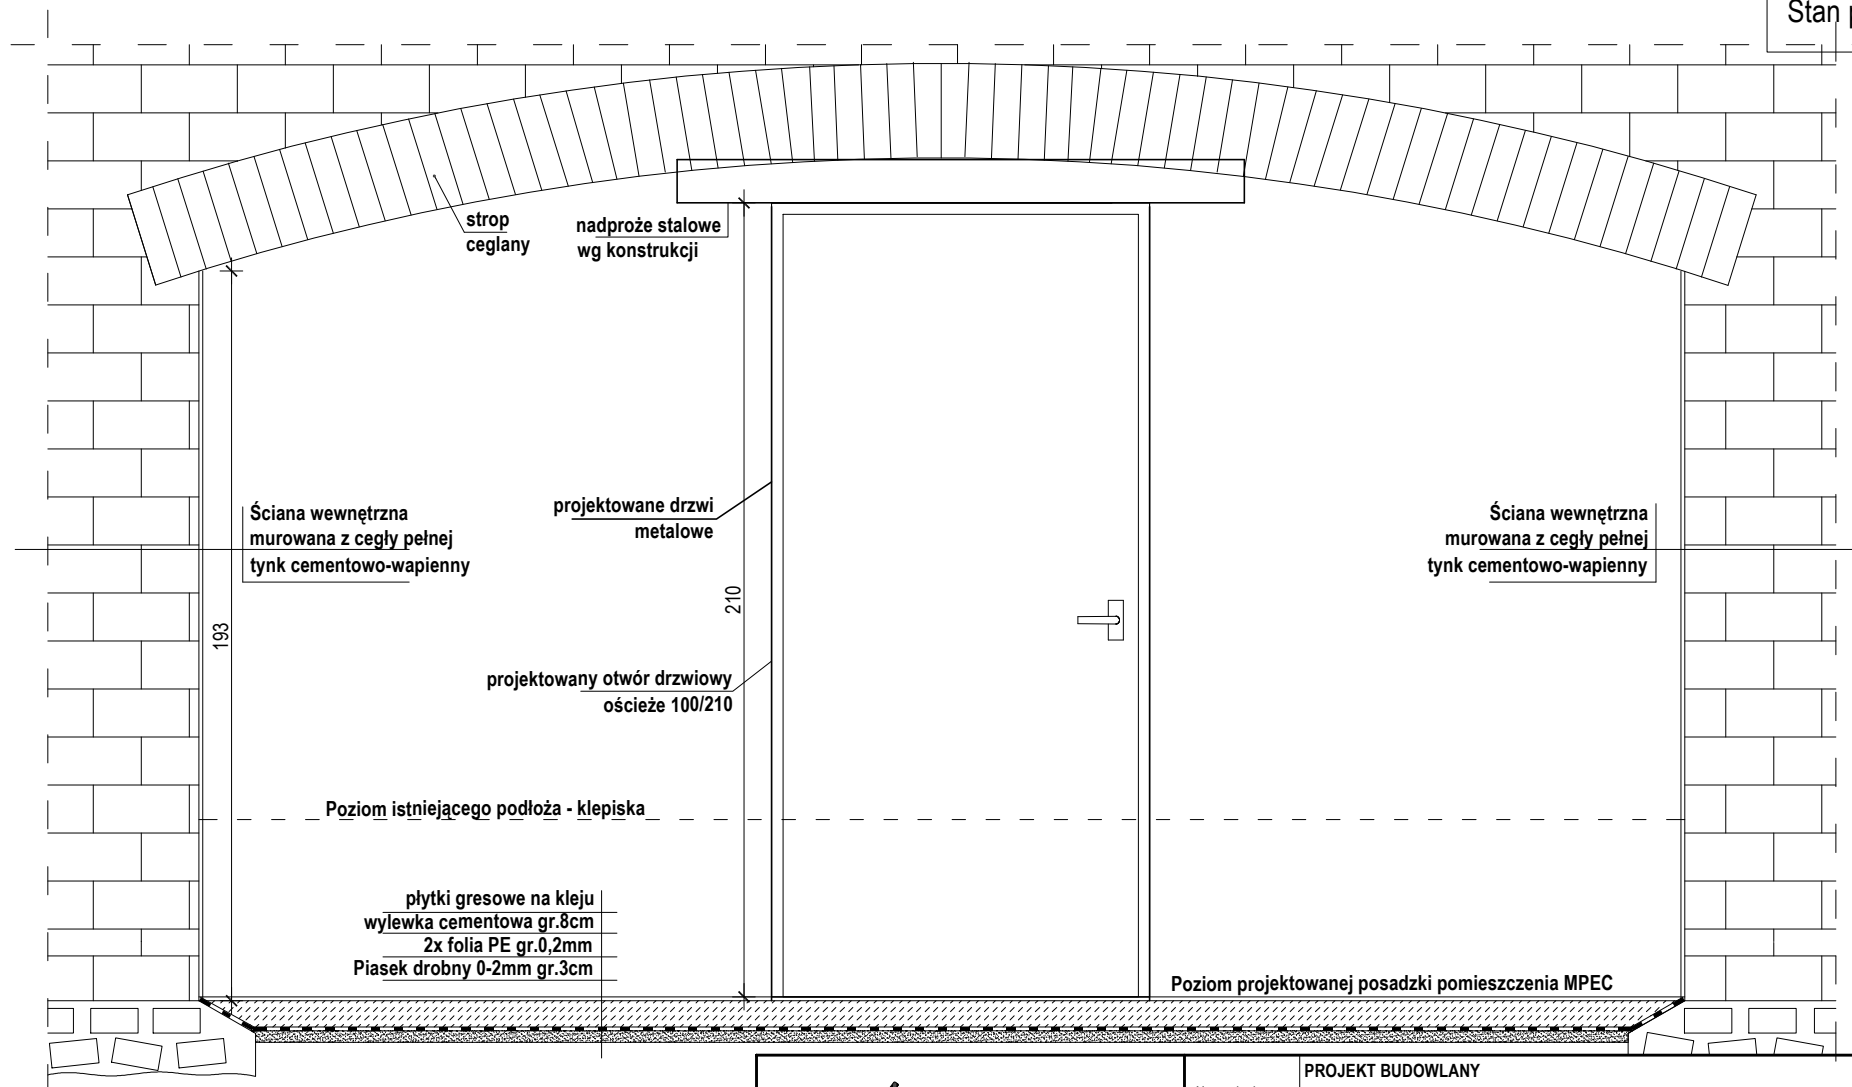 Stan
strop
ceglany
nadproże stalowe
wg konstrukcji
Ściana wewnętrzna
murowana z cegły pełnej
tynk cementowo-wapienny
projektowane drzwi
metalowe
Ściana wewnętrzna
murowana z cegły pełnej
tynk cementowo-wapienny
193
210
projektowany otwór drzwiowy
ościeże 100/210
Poziom istniejącego podłoża - klepiska
płytki gresowe na kleju
wylewka cementowa gr.8cm
2x folia PE gr.0,2mm
Piasek drobny 0-2mm gr.3cm
Poziom projektowanej posadzki pomieszczenia MPEC
PROJEKT BUDOWLANY